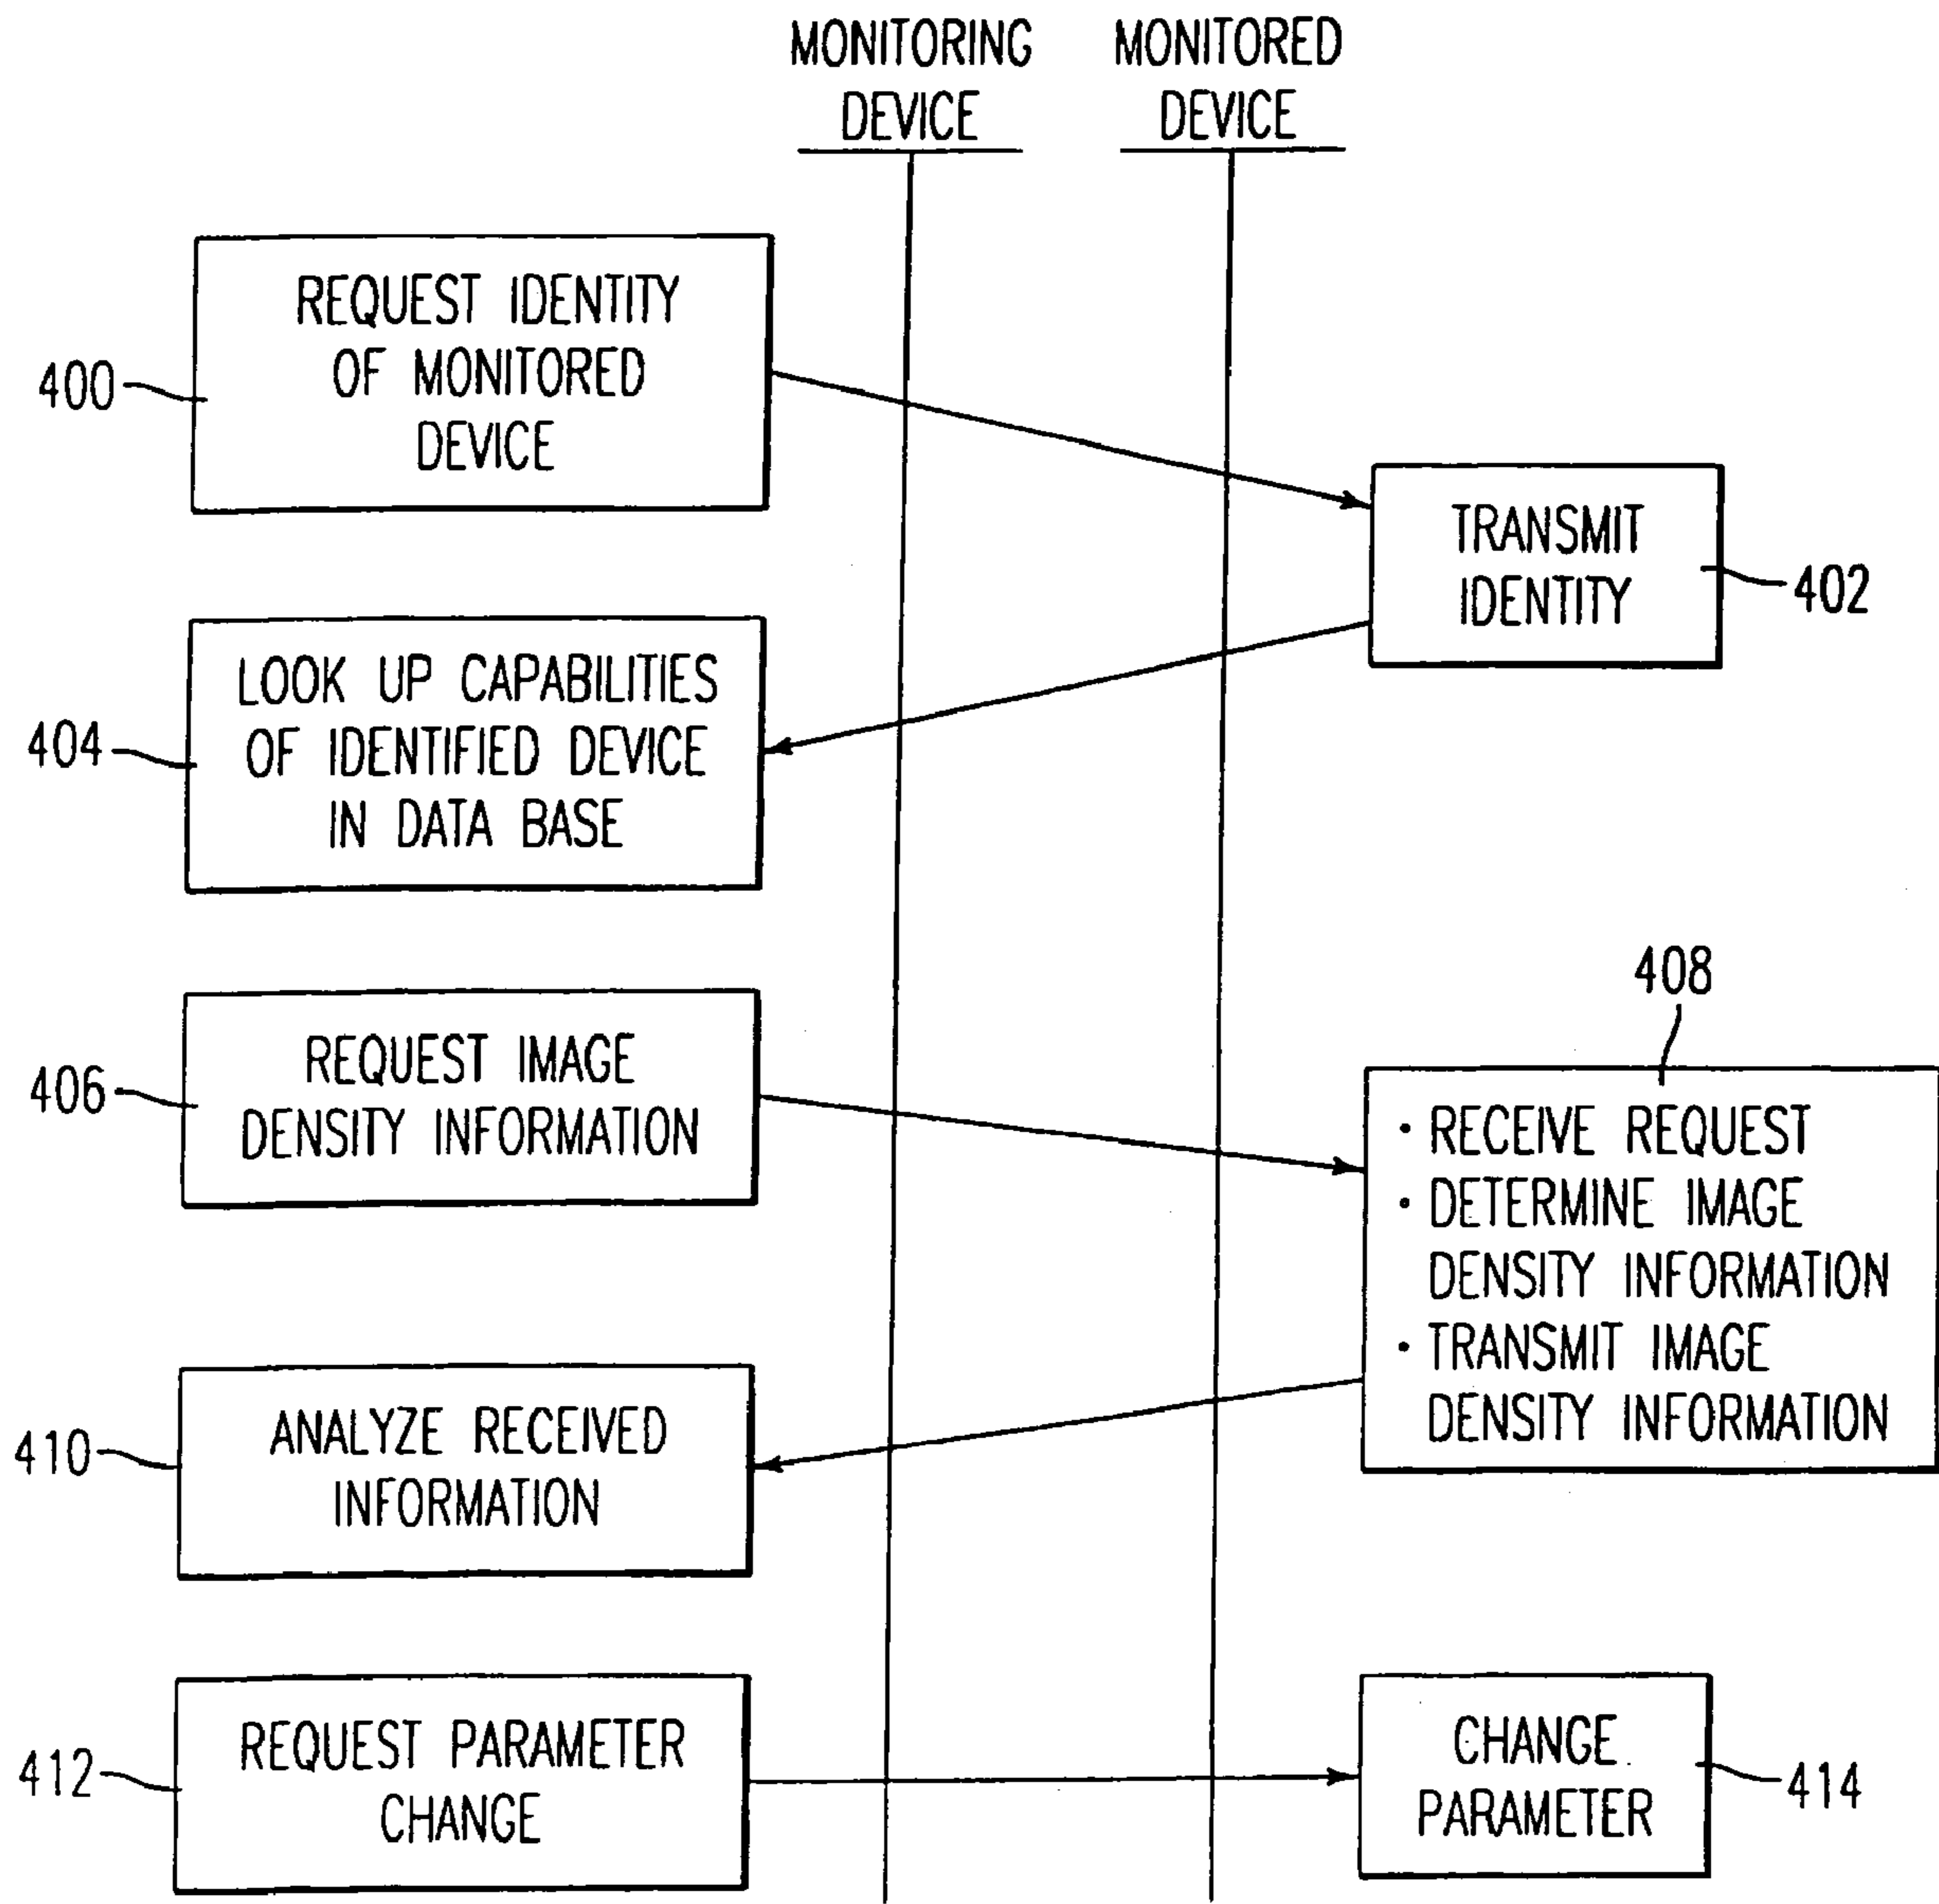 MONITORING
DEVICE
MONITORED
DEVICE
REQUEST IDENTITY
OF MONITORED
DEVICE
400
TRANSMIT
IDENTITY
402
LOOK UP CAPABILITIES
OF IDENTIFIED DEVICE
IN DATA BASE
404
REQUEST IMAGE
DENSITY INFORMATION
406
408
• RECEIVE REQUEST
• DETERMINE IMAGE
DENSITY INFORMATION
• TRANSMIT IMAGE
DENSITY INFORMATION
ANALYZE RECEIVED
INFORMATION
410
REQUEST PARAMETER
CHANGE
412
CHANGE
PARAMETER
414